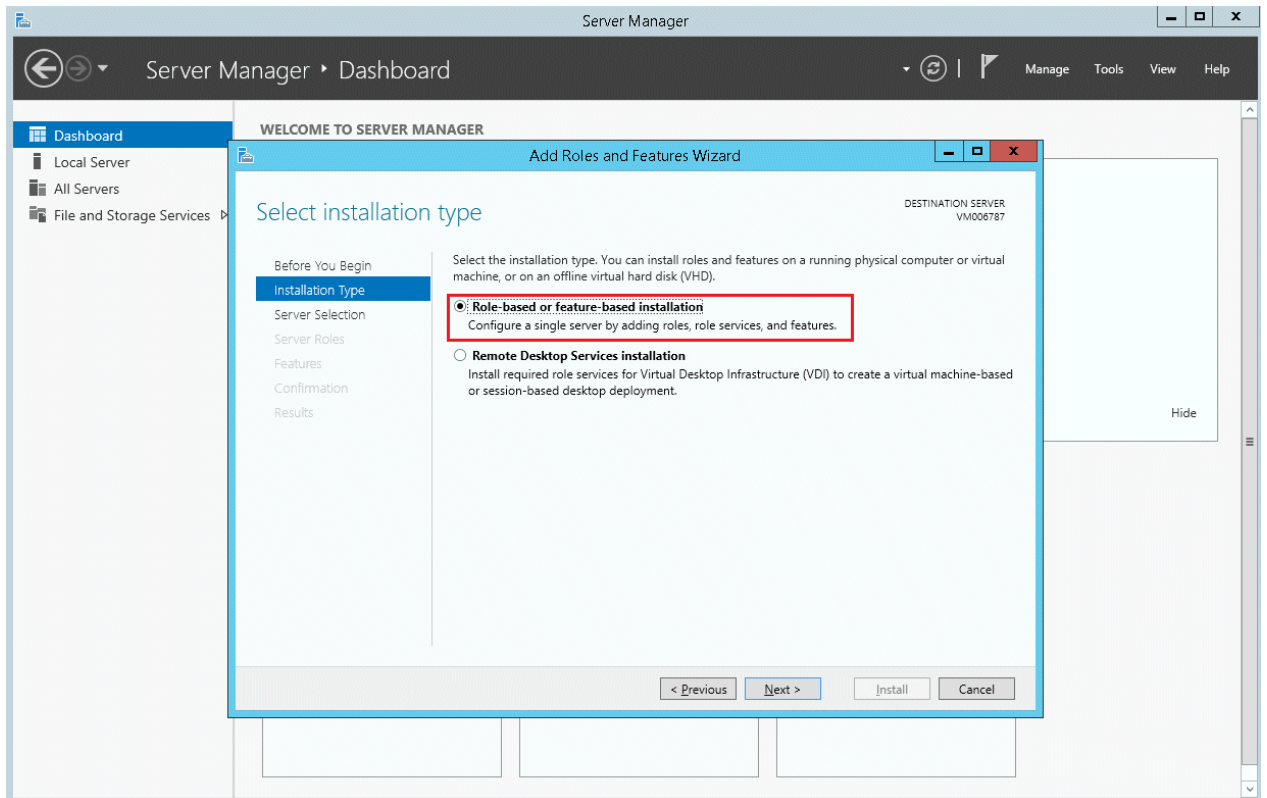 Server Manager
Server Manager ‣ Dashboard
Manage Tools View Help
Dashboard
Local Server
All Servers
File and Storage Services
WELCOME TO SERVER MANAGER
Add Roles and Features Wizard
Select installation type
DESTINATION SERVER
VM006787
Before You Begin
Installation Type
Server Selection
Server Roles
Features
Confirmation
Results
Select the installation type. You can install roles and features on a running physical computer or virtual
machine, or on an offline virtual hard disk (VHD).
Role-based or feature-based installation
Configure a single server by adding roles, role services, and features.
Remote Desktop Services installation
Install required role services for Virtual Desktop Infrastructure (VDI) to create a virtual machine-based
or session-based desktop deployment.
Hide
< Previous Next > Install Cancel